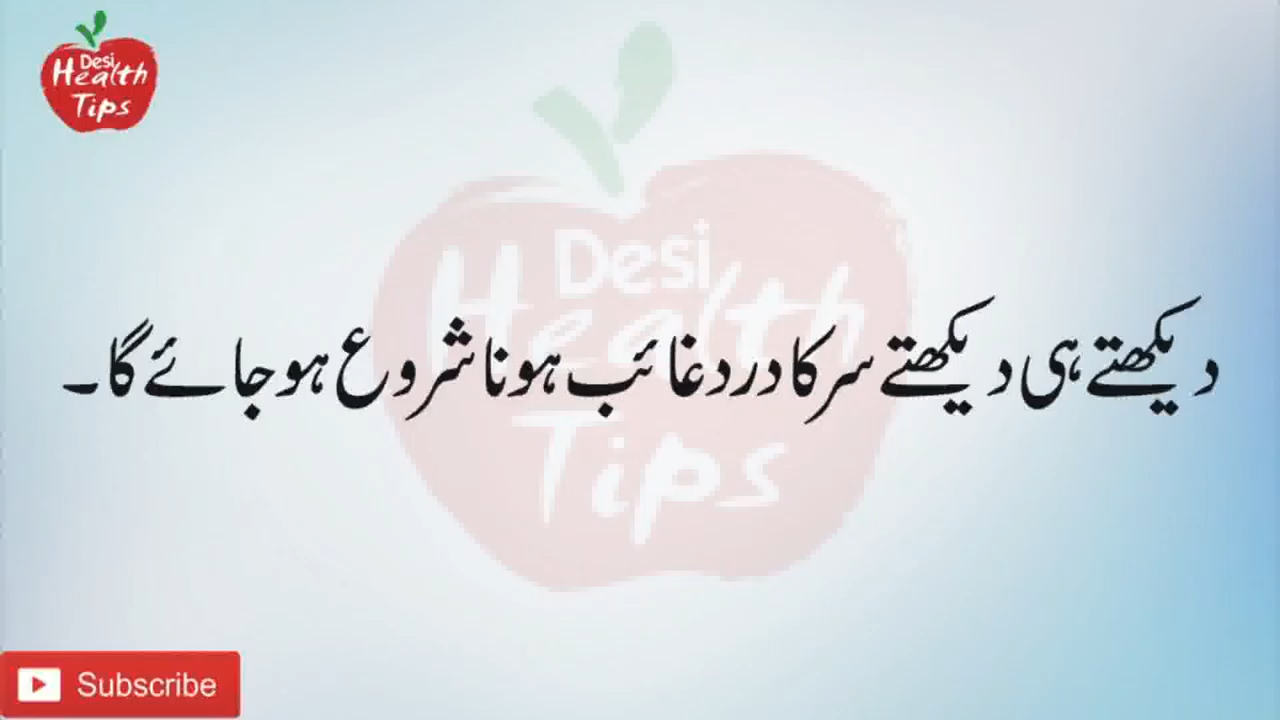 Desi
Health
Tips
Desi
Health
Tips
دیکھتے ہی دیکھتے سر کا درد غائب ہونا شروع ہو جائے گا۔
Subscribe